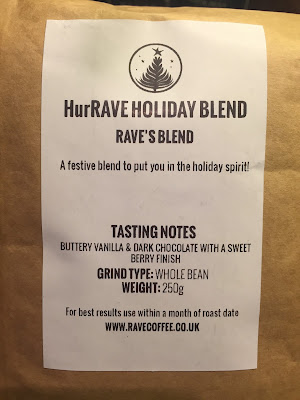 HurRAVE HOLIDAY BLEND
RAVE'S BLEND
A festive blend to put you in the holiday spirit!
TASTING NOTES
BUTTERY VANILLA & DARK CHOCOLATE WITH A SWEET
BERRY FINISH
GRIND TYPE: WHOLE BEAN
WEIGHT: 250g
For best results use within a month of roast date
WWW.RAVECOFFEE.CO.UK